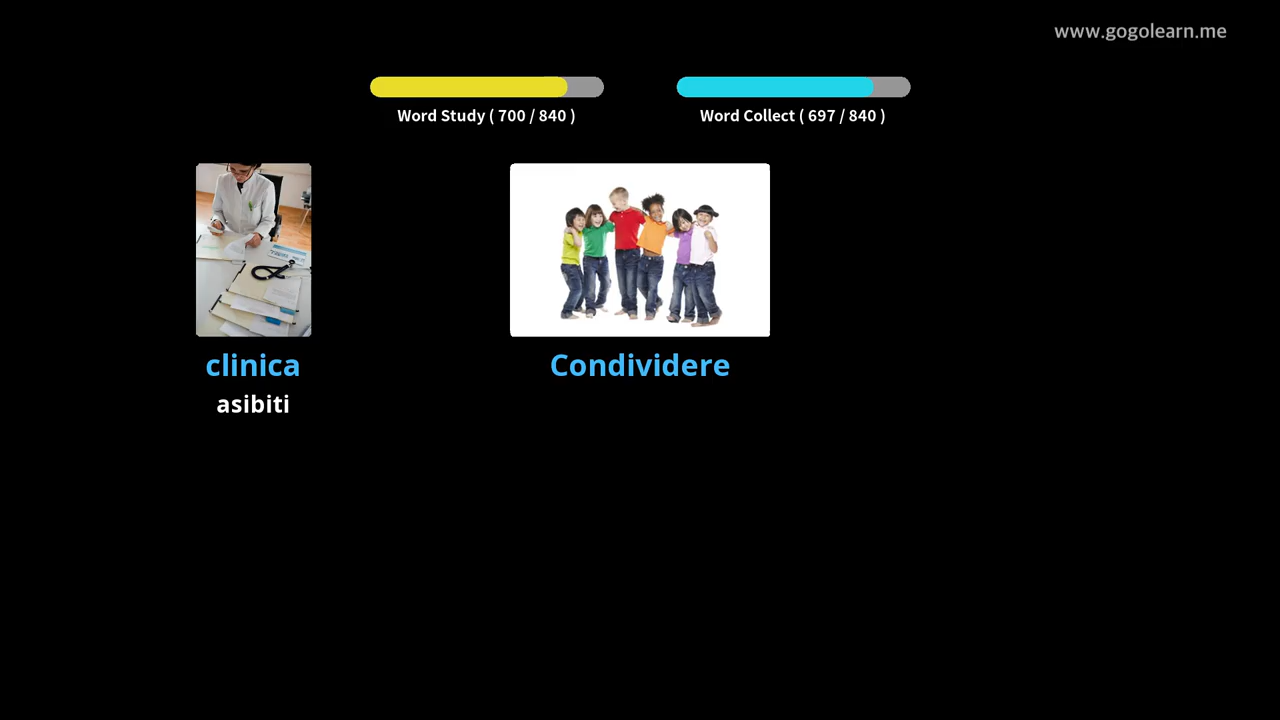 www.gogolearn.me
Word Study ( 700 / 840 )
Word Collect ( 697 / 840 )
clinica
asibiti
Condividere